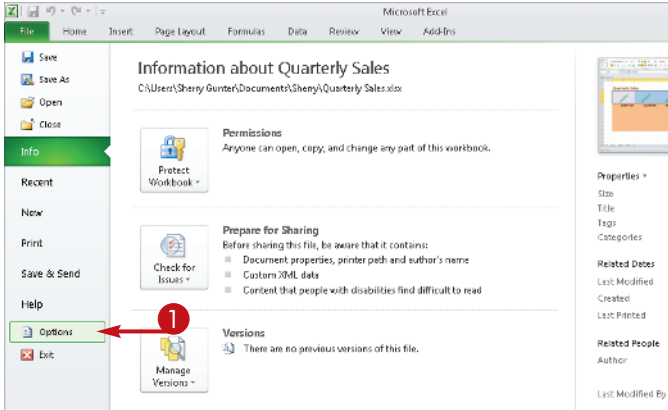 Microsoft Excel
File Home Insert Page Layout Formulas Data Review View Add-Ins
Save
Save As
Open
Close
Info
Recent
New
Print
Save & Send
Help
Options
Exit
1
Information about Quarterly Sales
C:\Users\Sherry Gunter\Documents\Sherry\Quarterly Sales.xlsx
Protect
Workbook
Permissions
Anyone can open, copy, and change any part of this workbook.
Check for
Issues
Prepare for Sharing
Before sharing this file, be aware that it contains:
Document properties, printer path and author's name
Custom XML data
Content that people with disabilities find difficult to read
Manage
Versions
Versions
There are no previous versions of this file.
Properties
Size
Title
Tags
Categories
Related Dates
Last Modified
Created
Last Printed
Related People
Author
Last Modified By